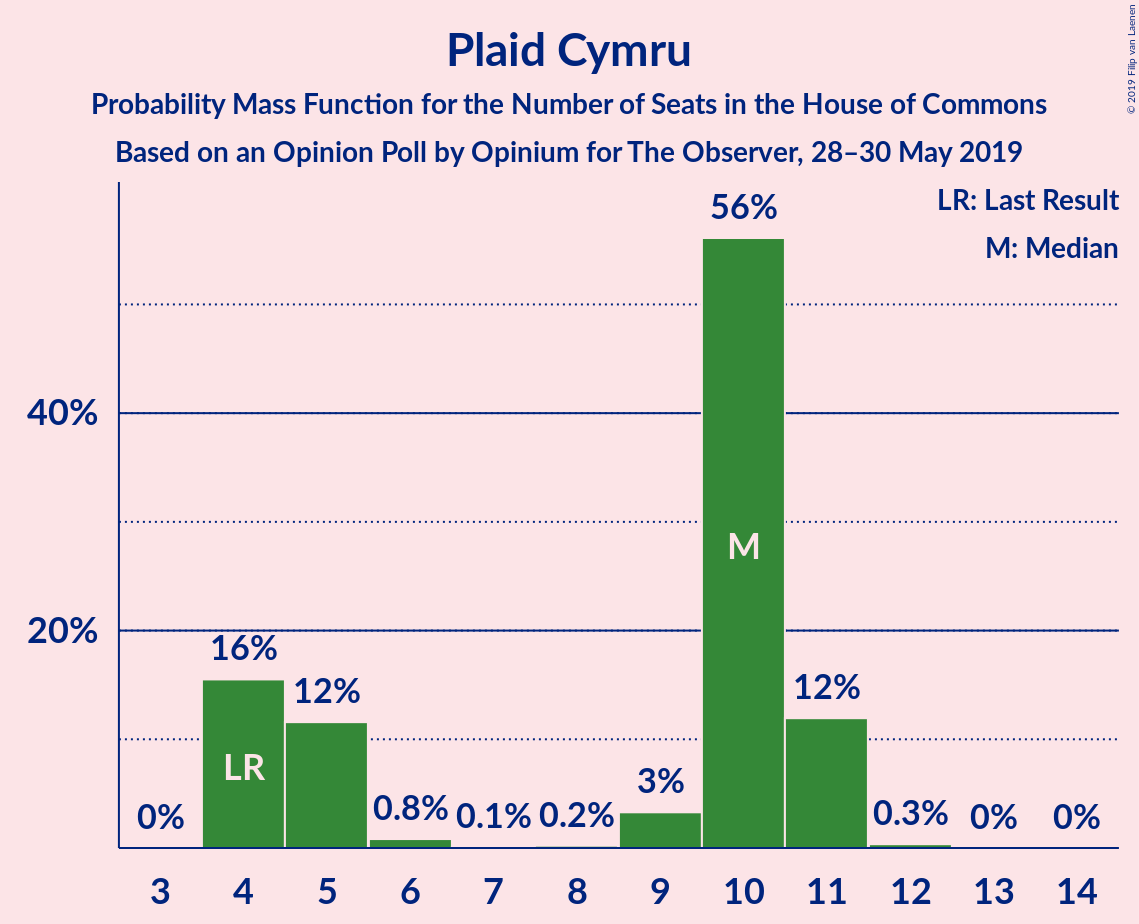 Plaid Cymru
Probability Mass Function for the Number of Seats in the House of Commons
Based on an Opinion Poll by Opinium for The Observer, 28–30 May 2019
© 2019 Filip van Laenen
LR: Last Result
M: Median
56%
40%
M
20%
16%
12%
12%
LR
3%
0%
0.8%
0.1%
0.2%
0.3%
0%
0%
3 4 5 6 7 8 9 10 11 12 13 14